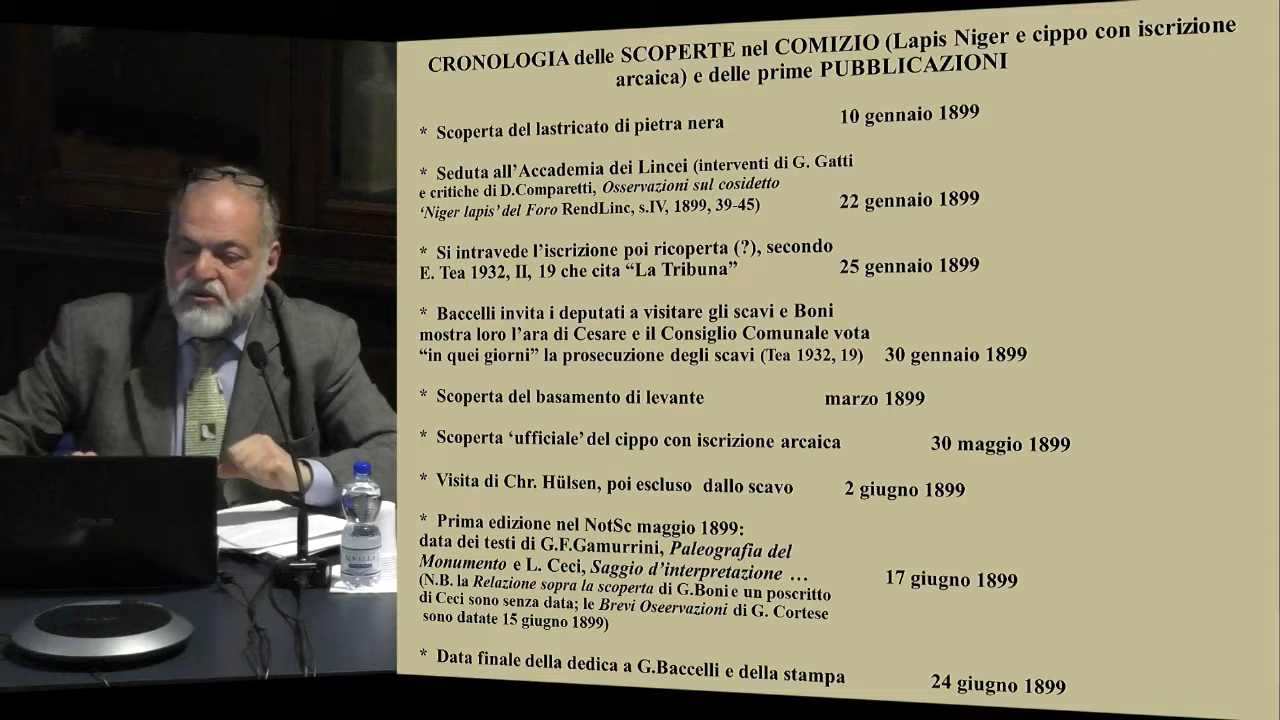 CRONOLOGIA delle SCOPERTE nel COMIZIO (Lapis Niger e cippo con iscrizione
arcaica) e delle prime PUBBLICAZIONI
* Scoperta del lastricato di pietra nera 10 gennaio 1899
* Seduta all’Accademia dei Lincei (interventi di G. Gatti
e critiche di D.Comparetti, Osservazioni sul cosidetto
‘Niger lapis’ del Foro RendLinc, s.IV, 1899, 39-45) 22 gennaio 1899
* Si intravede l’iscrizione poi ricoperta (?), secondo
E. Tea 1932, II, 19 che cita “La Tribuna” 25 gennaio 1899
* Baccelli invita i deputati a visitare gli scavi e Boni
mostra loro l’ara di Cesare e il Consiglio Comunale vota
“in quei giorni” la prosecuzione degli scavi (Tea 1932, 19) 30 gennaio 1899
* Scoperta del basamento di levante marzo 1899
* Scoperta ‘ufficiale’ del cippo con iscrizione arcaica 30 maggio 1899
* Visita di Chr. Hülsen, poi escluso dallo scavo 2 giugno 1899
* Prima edizione nel NotSc maggio 1899:
data dei testi di G.F.Gamurrini, Paleografia del
Monumento e L. Ceci, Saggio d’interpretazione … 17 giugno 1899
(N.B. la Relazione sopra la scoperta di G.Boni e un poscritto
di Ceci sono senza data; le Brevi Oseervazioni di G. Cortese
sono datate 15 giugno 1899)
* Data finale della dedica a G.Baccelli e della stampa 24 giugno 1899